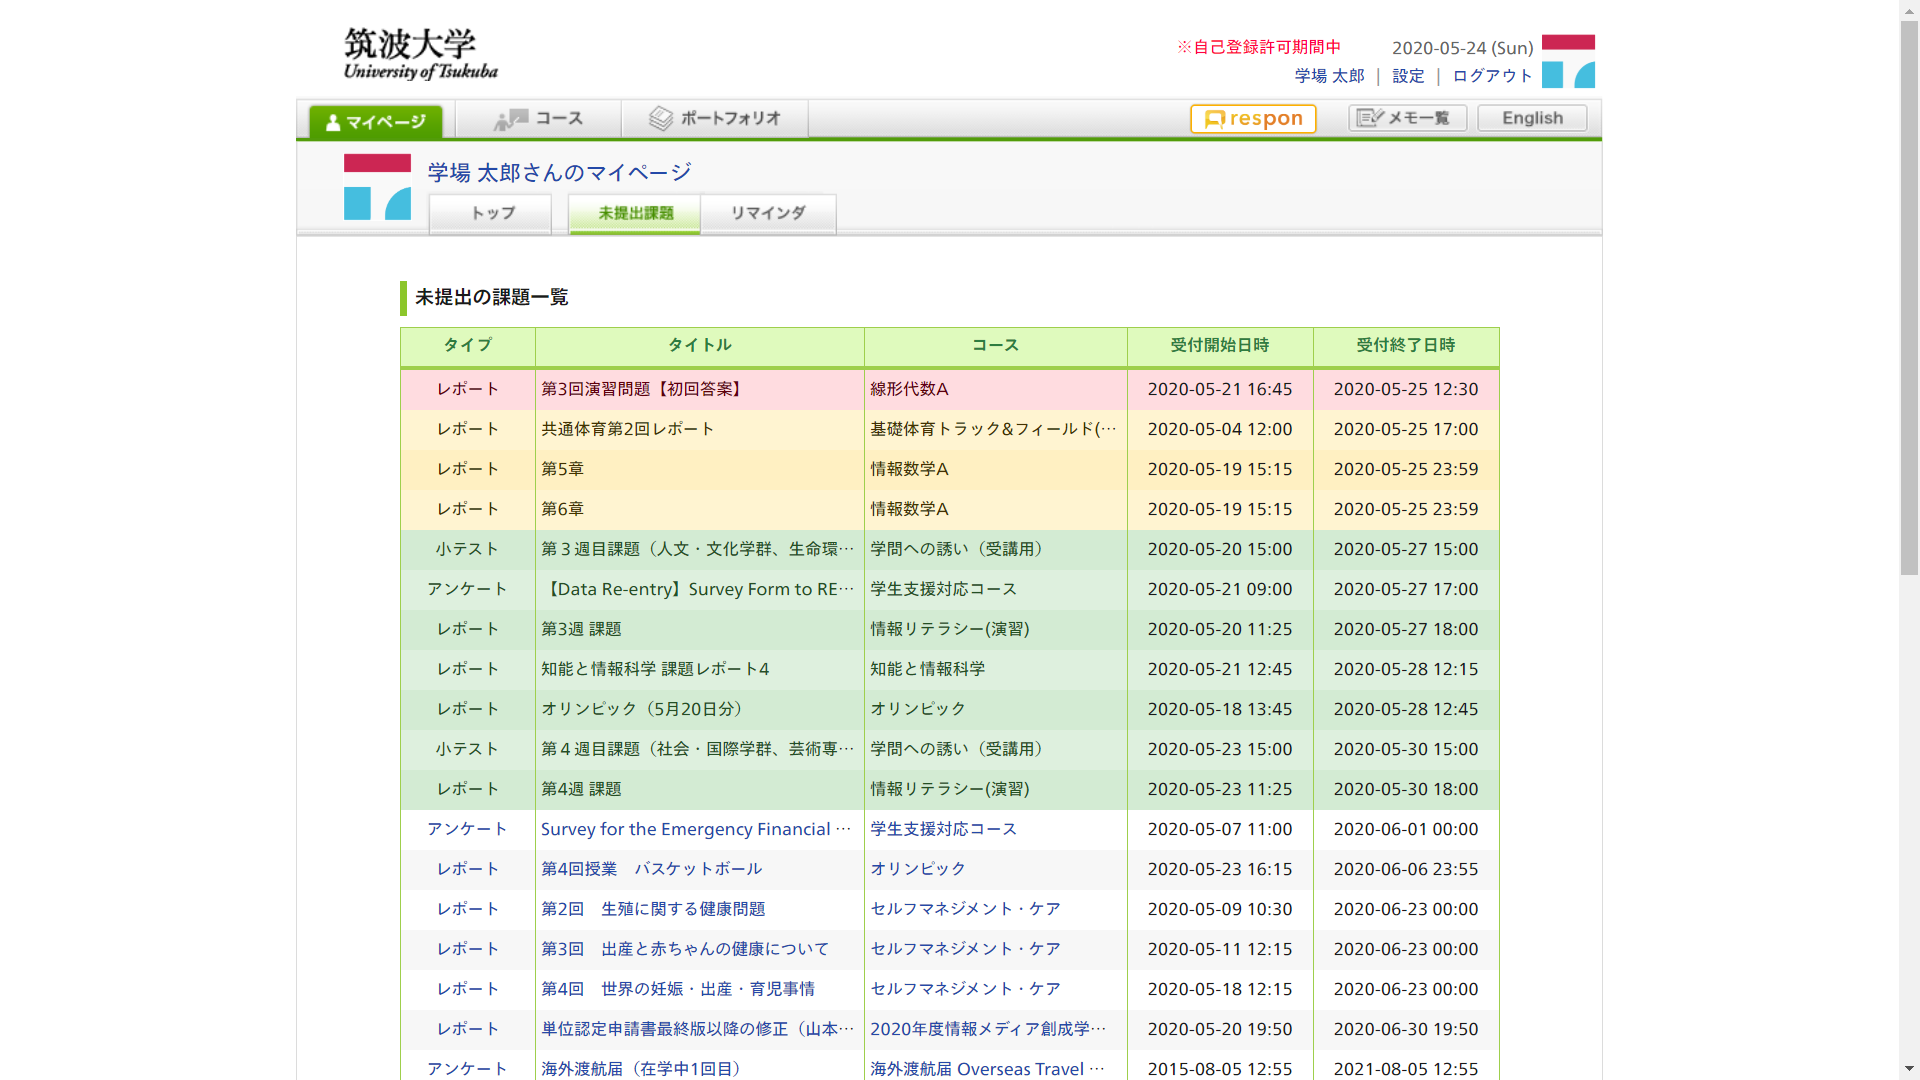 筑波大学
University of Tsukuba
※自己登録許可期間中 2020-05-24 (Sun)
学場 太郎 | 設定 | ログアウト
マイページ コース ポートフォリオ respon メモ一覧 English
学場 太郎さんのマイページ
トップ 未提出課題 リマインダ
未提出の課題一覧
タイプ タイトル コース 受付開始日時 受付終了日時
レポート 第3回演習問題【初回答案】 線形代数A 2020-05-21 16:45 2020-05-25 12:30
レポート 共通体育第2回レポート 基礎体育トラック&フィールド(… 2020-05-04 12:00 2020-05-25 17:00
レポート 第5章 情報数学A 2020-05-19 15:15 2020-05-25 23:59
レポート 第6章 情報数学A 2020-05-19 15:15 2020-05-25 23:59
小テスト 第３週目課題（人文・文化学群、生命環… 学問への誘い（受講用） 2020-05-20 15:00 2020-05-27 15:00
アンケート 【Data Re-entry】Survey Form to RE… 学生支援対応コース 2020-05-21 09:00 2020-05-27 17:00
レポート 第3週 課題 情報リテラシー(演習) 2020-05-20 11:25 2020-05-27 18:00
レポート 知能と情報科学 課題レポート4 知能と情報科学 2020-05-21 12:45 2020-05-28 12:15
レポート オリンピック（5月20日分） オリンピック 2020-05-18 13:45 2020-05-28 12:45
小テスト 第４週目課題（社会・国際学群、芸術専… 学問への誘い（受講用） 2020-05-23 15:00 2020-05-30 15:00
レポート 第4週 課題 情報リテラシー(演習) 2020-05-23 11:25 2020-05-30 18:00
アンケート Survey for the Emergency Financial … 学生支援対応コース 2020-05-07 11:00 2020-06-01 00:00
レポート 第4回授業　バスケットボール オリンピック 2020-05-23 16:15 2020-06-06 23:55
レポート 第2回　生殖に関する健康問題 セルフマネジメント・ケア 2020-05-09 10:30 2020-06-23 00:00
レポート 第3回　出産と赤ちゃんの健康について セルフマネジメント・ケア 2020-05-11 12:15 2020-06-23 00:00
レポート 第4回　世界の妊娠・出産・育児事情 セルフマネジメント・ケア 2020-05-18 12:15 2020-06-23 00:00
レポート 単位認定申請書最終版以降の修正（山本… 2020年度情報メディア創成学… 2020-05-20 19:50 2020-06-30 19:50
アンケート 海外渡航届（在学中1回目） 海外渡航届 Overseas Travel … 2015-08-05 12:55 2021-08-05 12:55